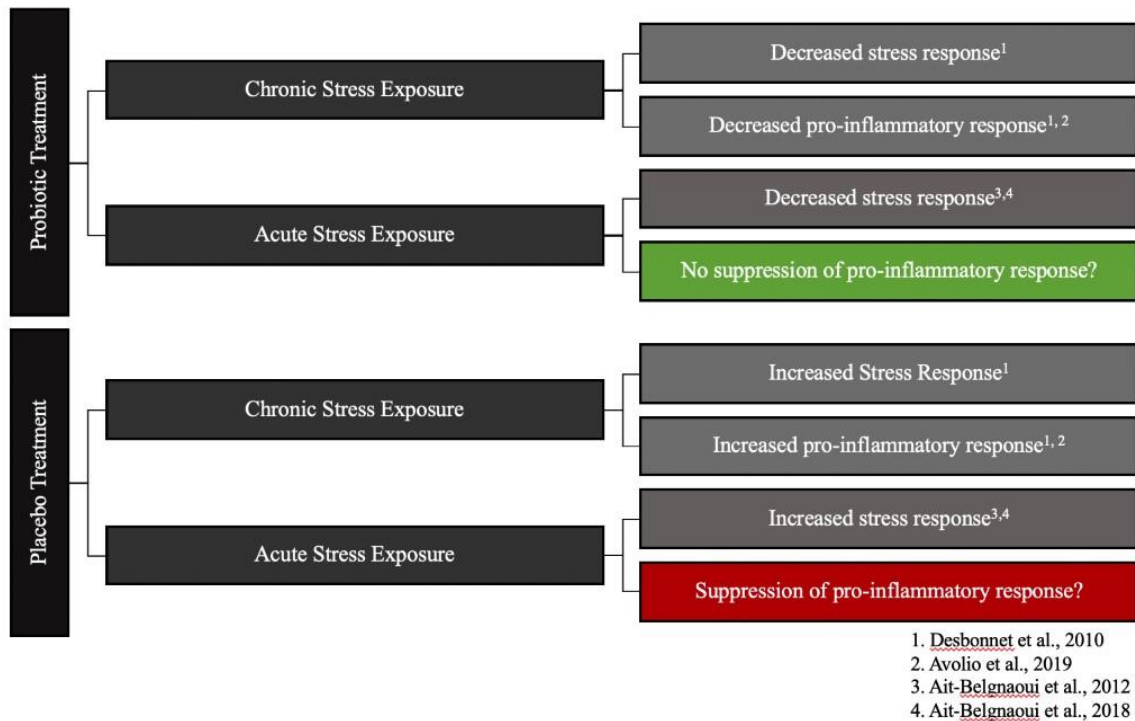 Probiotic Treatment
Chronic Stress Exposure
Decreased stress response¹
Decreased pro-inflammatory response¹, ²
Acute Stress Exposure
Decreased stress response³,⁴
No suppression of pro-inflammatory response?
Placebo Treatment
Chronic Stress Exposure
Increased Stress Response¹
Increased pro-inflammatory response¹, ²
Acute Stress Exposure
Increased stress response³,⁴
Suppression of pro-inflammatory response?
1. Desbonnet et al., 2010
2. Avolio et al., 2019
3. Ait-Belgnaoui et al., 2012
4. Ait-Belgnaoui et al., 2018